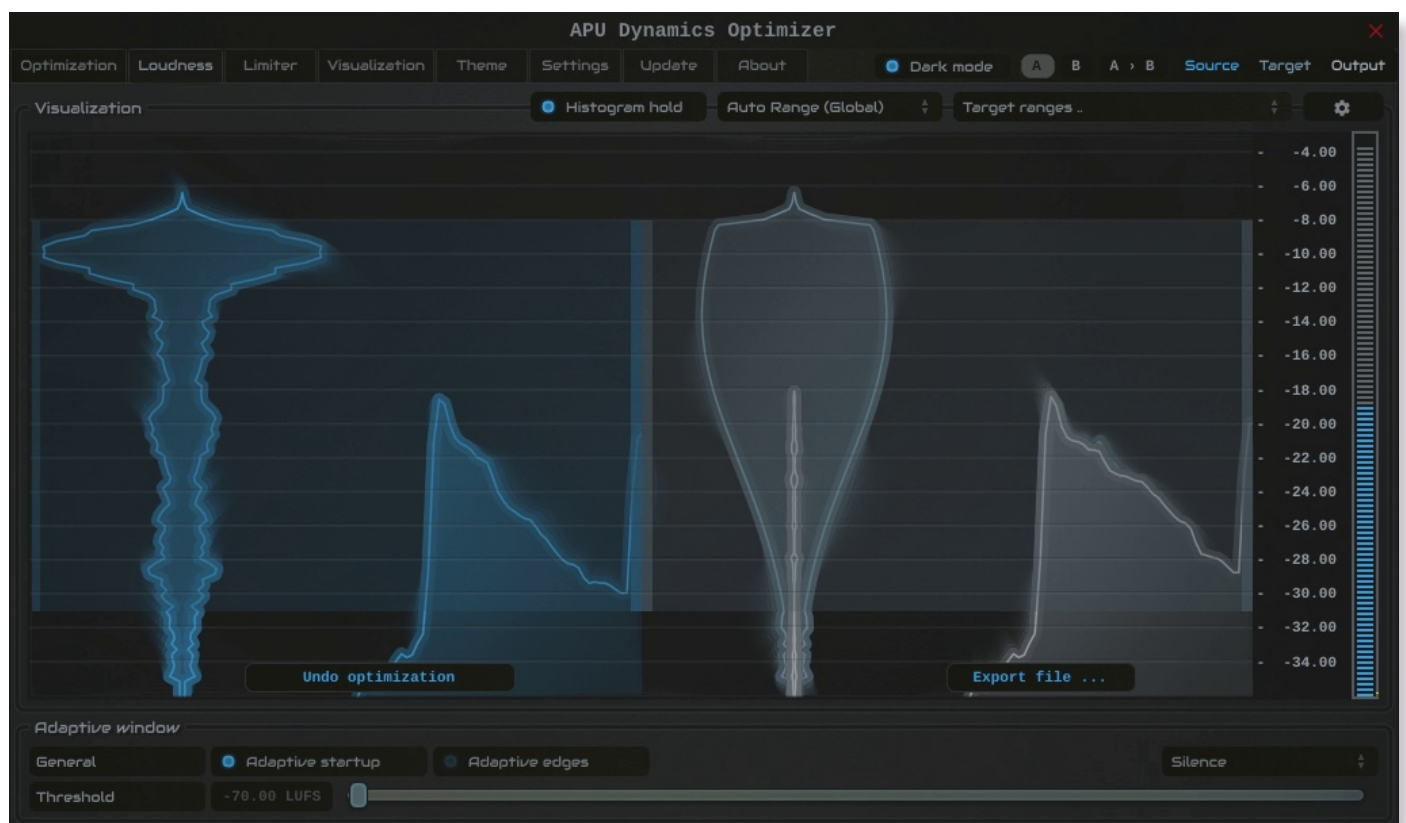 APU Dynamics Optimizer
Optimization Loudness Limiter Visualization Theme Settings Update About Dark mode A B A › B Source Target Output
Visualization Histogram hold Auto Range (Global) Target ranges ..
- -4.00
- -6.00
- -8.00
- -10.00
- -12.00
- -14.00
- -16.00
- -18.00
- -20.00
- -22.00
- -24.00
- -26.00
- -28.00
- -30.00
- -32.00
- -34.00
Undo optimization Export file ...
Adaptive window
General Adaptive startup Adaptive edges Silence
Threshold -70.00 LUFS